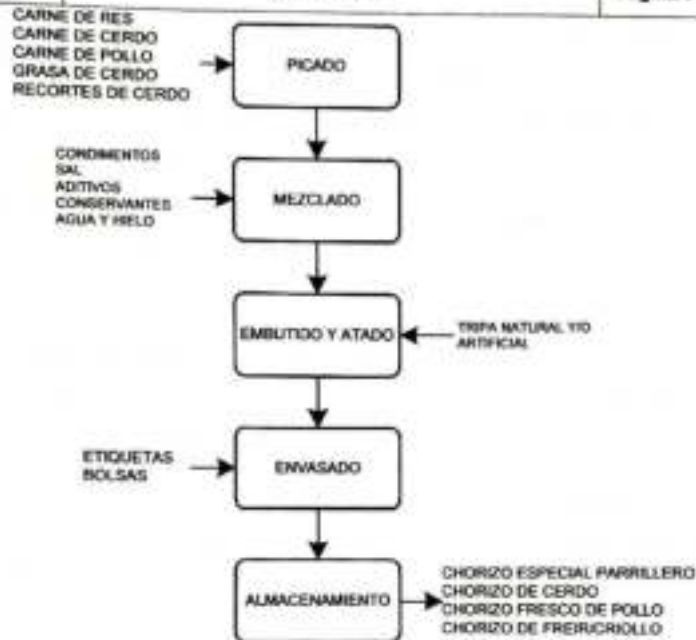 CARNE DE RES
CARNE DE CERDO
CARNE DE POLLO
GRASA DE CERDO
RECORTES DE CERDO
PICADO
CONDIMENTOS
SAL
ADITIVOS
CONSERVANTES
AGUA Y HIELO
MEZCLADO
EMBUTIDO Y ATADO
TRIPA NATURAL Y/O
ARTIFICIAL
ETIQUETAS
BOLSAS
ENVASADO
ALMACENAMIENTO
CHORIZO ESPECIAL PARRILLERO
CHORIZO DE CERDO
CHORIZO FRESCO DE POLLO
CHORIZO DE FREIR/CRIOLLO